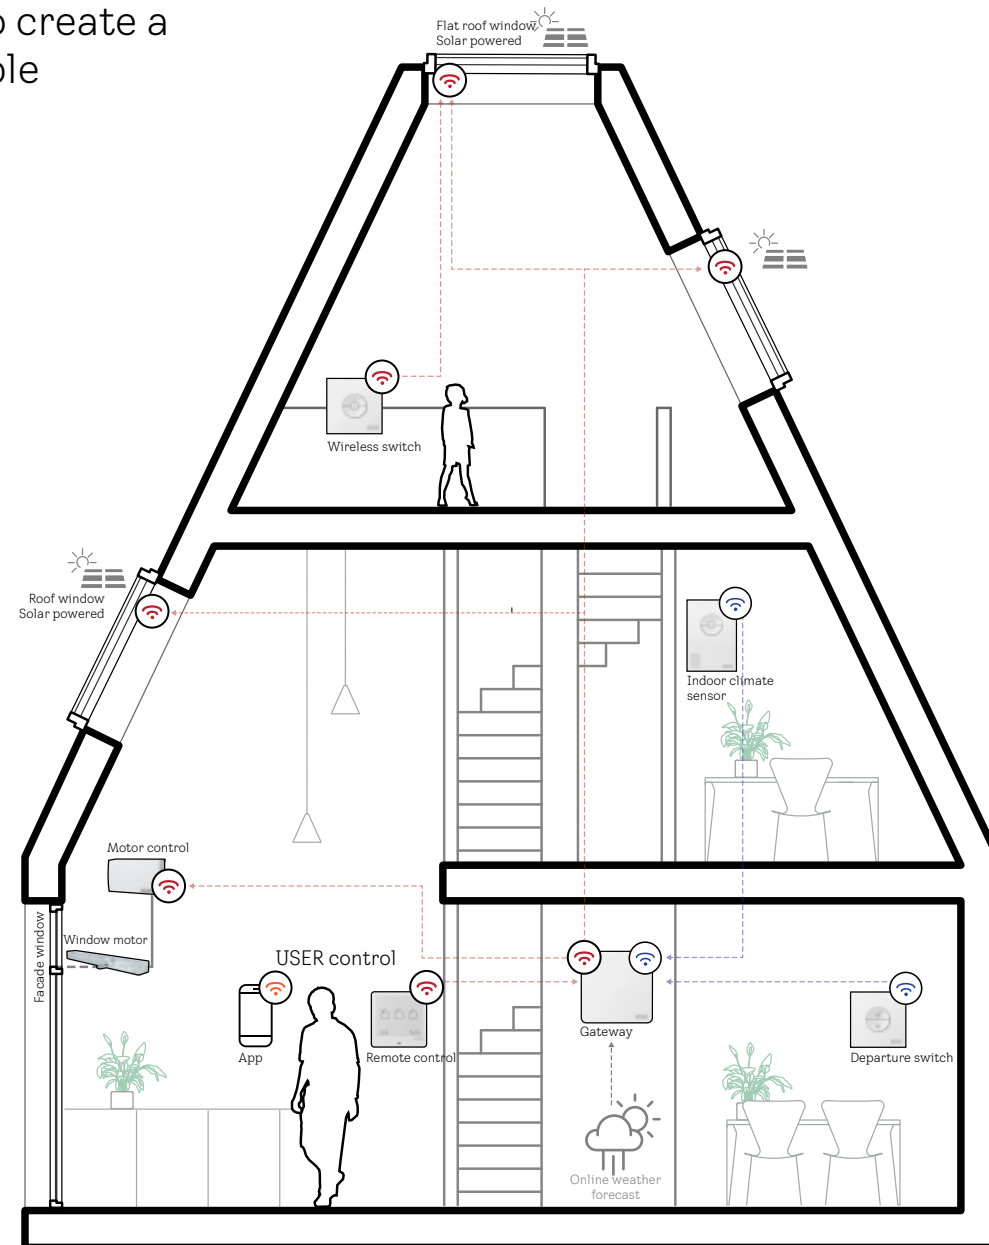 o create a
ole
Flat roof window
Solar powered
Wireless switch
Roof window
Solar powered
Indoor climate
sensor
Motor control
Window motor
Facade window
USER control
App
Remote control
Gateway
Departure switch
Online weather
forecast